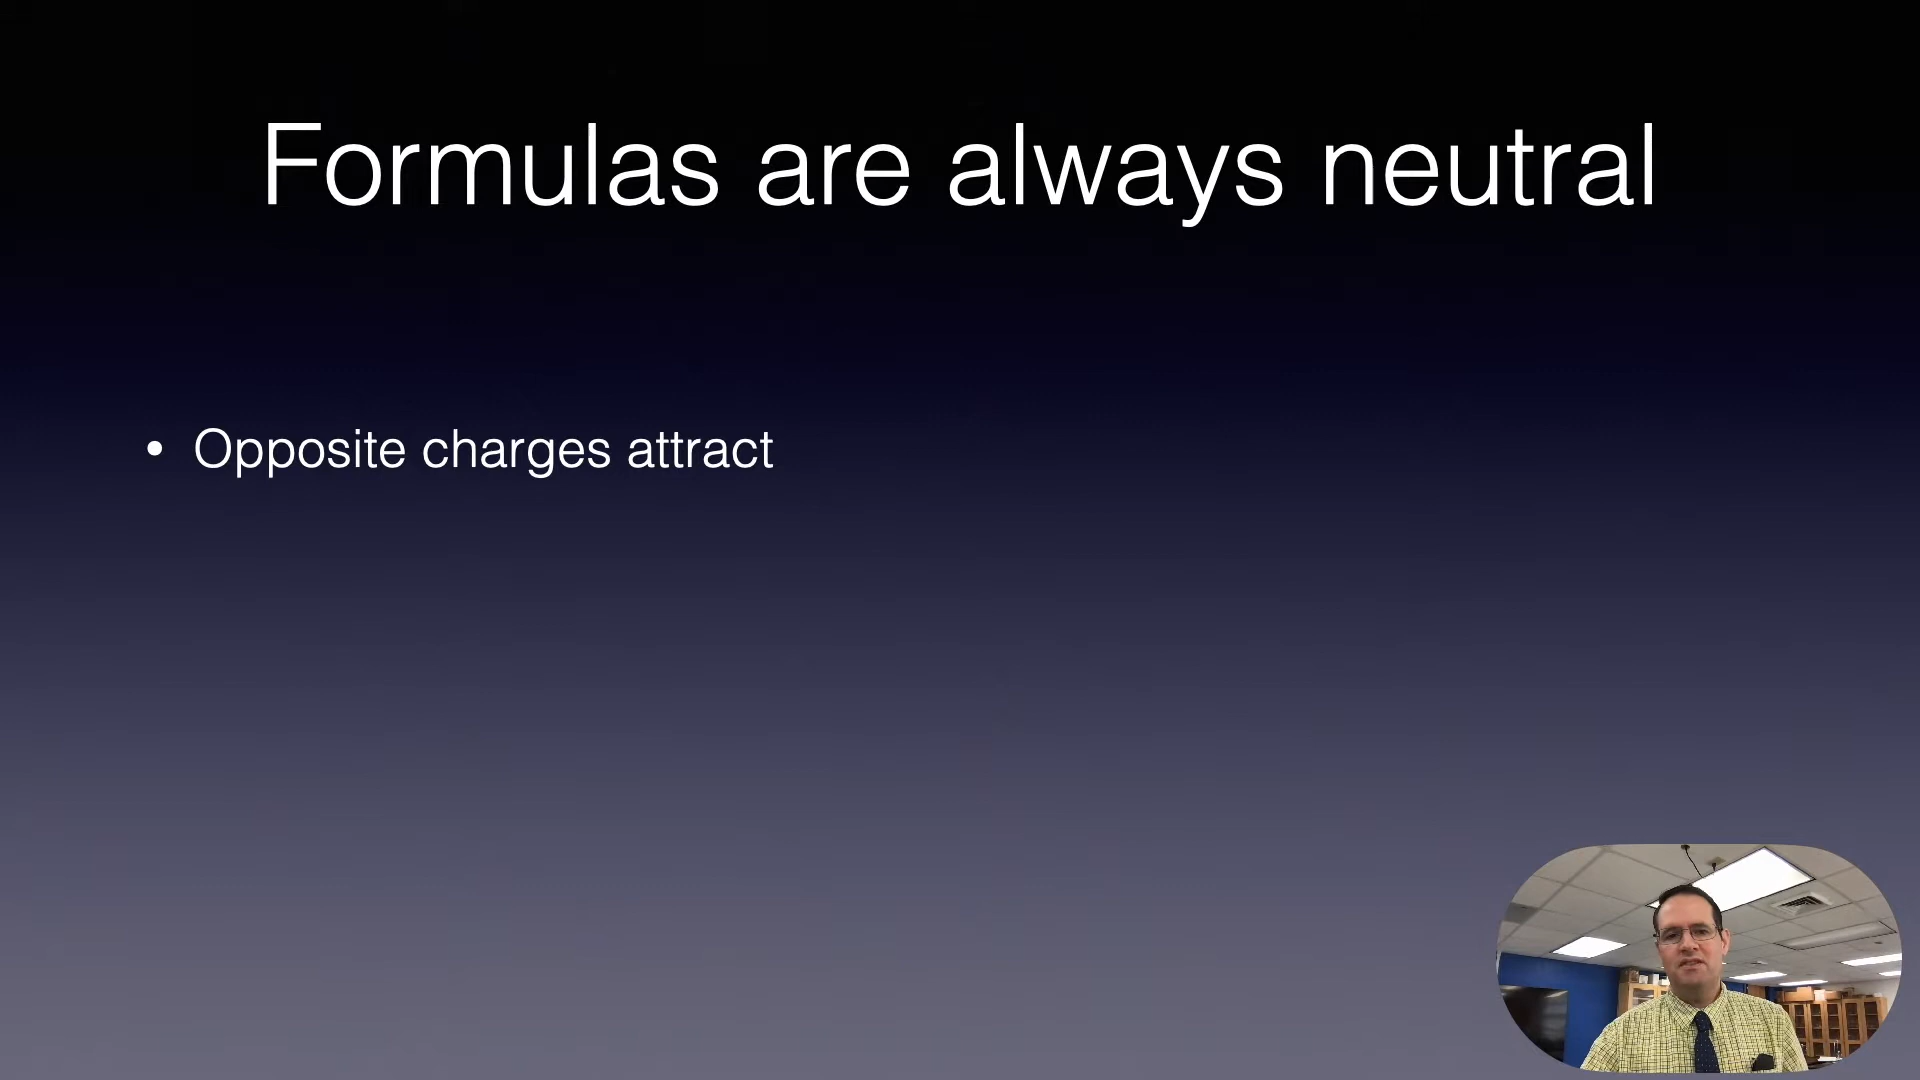 Formulas are always neutral
• Opposite charges attract